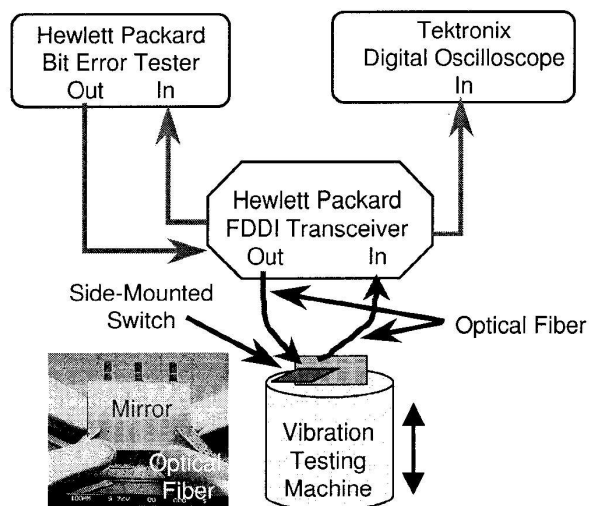 Hewlett Packard
Bit Error Tester
Out In
Tektronix
Digital Oscilloscope
In
Hewlett Packard
FDDI Transceiver
Out In
Side-Mounted
Switch
Optical Fiber
Mirror
Optical
Fiber
100µm
Vibration
Testing
Machine